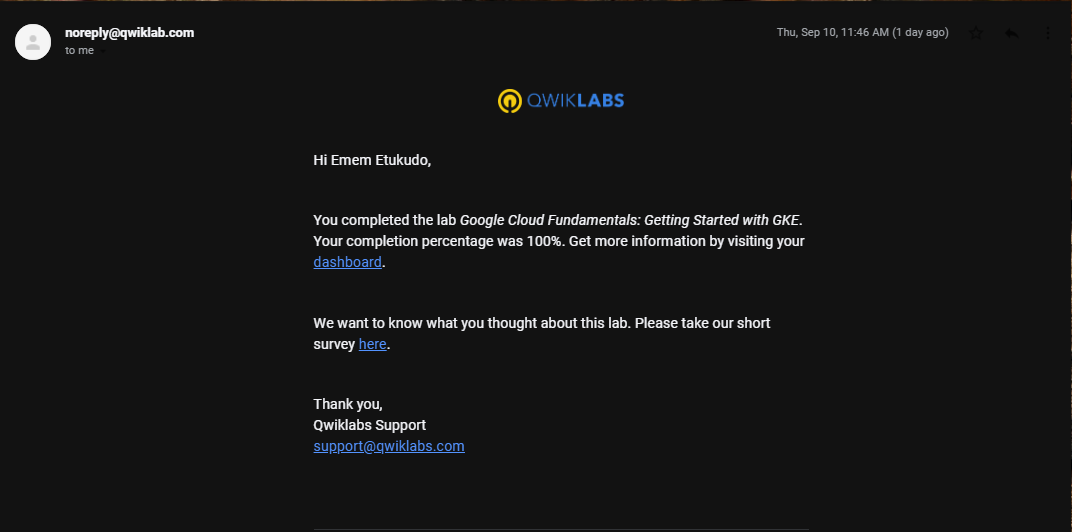 noreply@qwiklab.com
Thu, Sep 10, 11:46 AM (1 day ago)
to me
QWIKLABS
Hi Emem Etukudo,
You completed the lab Google Cloud Fundamentals: Getting Started with GKE.
Your completion percentage was 100%. Get more information by visiting your
dashboard.
We want to know what you thought about this lab. Please take our short
survey here.
Thank you,
Qwiklabs Support
support@qwiklabs.com